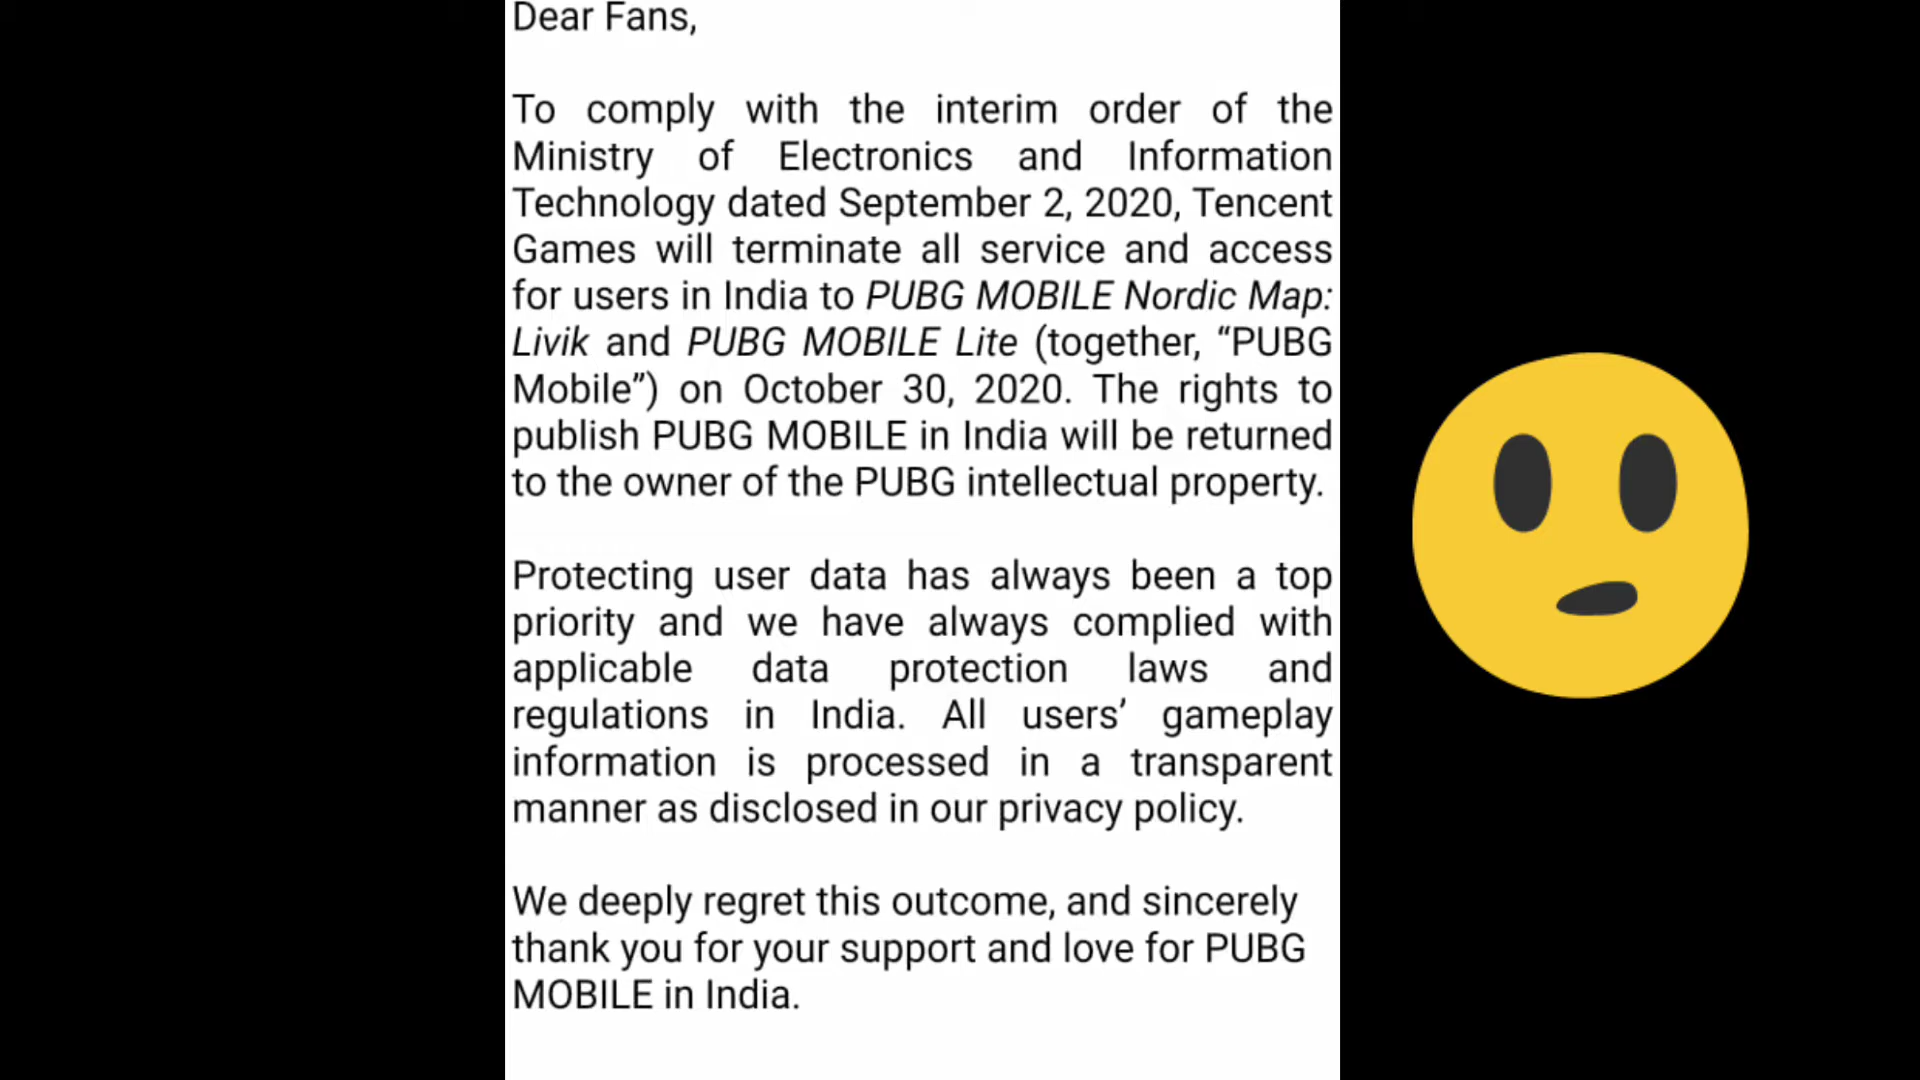 Dear Fans,
To comply with the interim order of the
Ministry of Electronics and Information
Technology dated September 2, 2020, Tencent
Games will terminate all service and access
for users in India to PUBG MOBILE Nordic Map:
Livik and PUBG MOBILE Lite (together, “PUBG
Mobile”) on October 30, 2020. The rights to
publish PUBG MOBILE in India will be returned
to the owner of the PUBG intellectual property.
Protecting user data has always been a top
priority and we have always complied with
applicable data protection laws and
regulations in India. All users’ gameplay
information is processed in a transparent
manner as disclosed in our privacy policy.
We deeply regret this outcome, and sincerely
thank you for your support and love for PUBG
MOBILE in India.